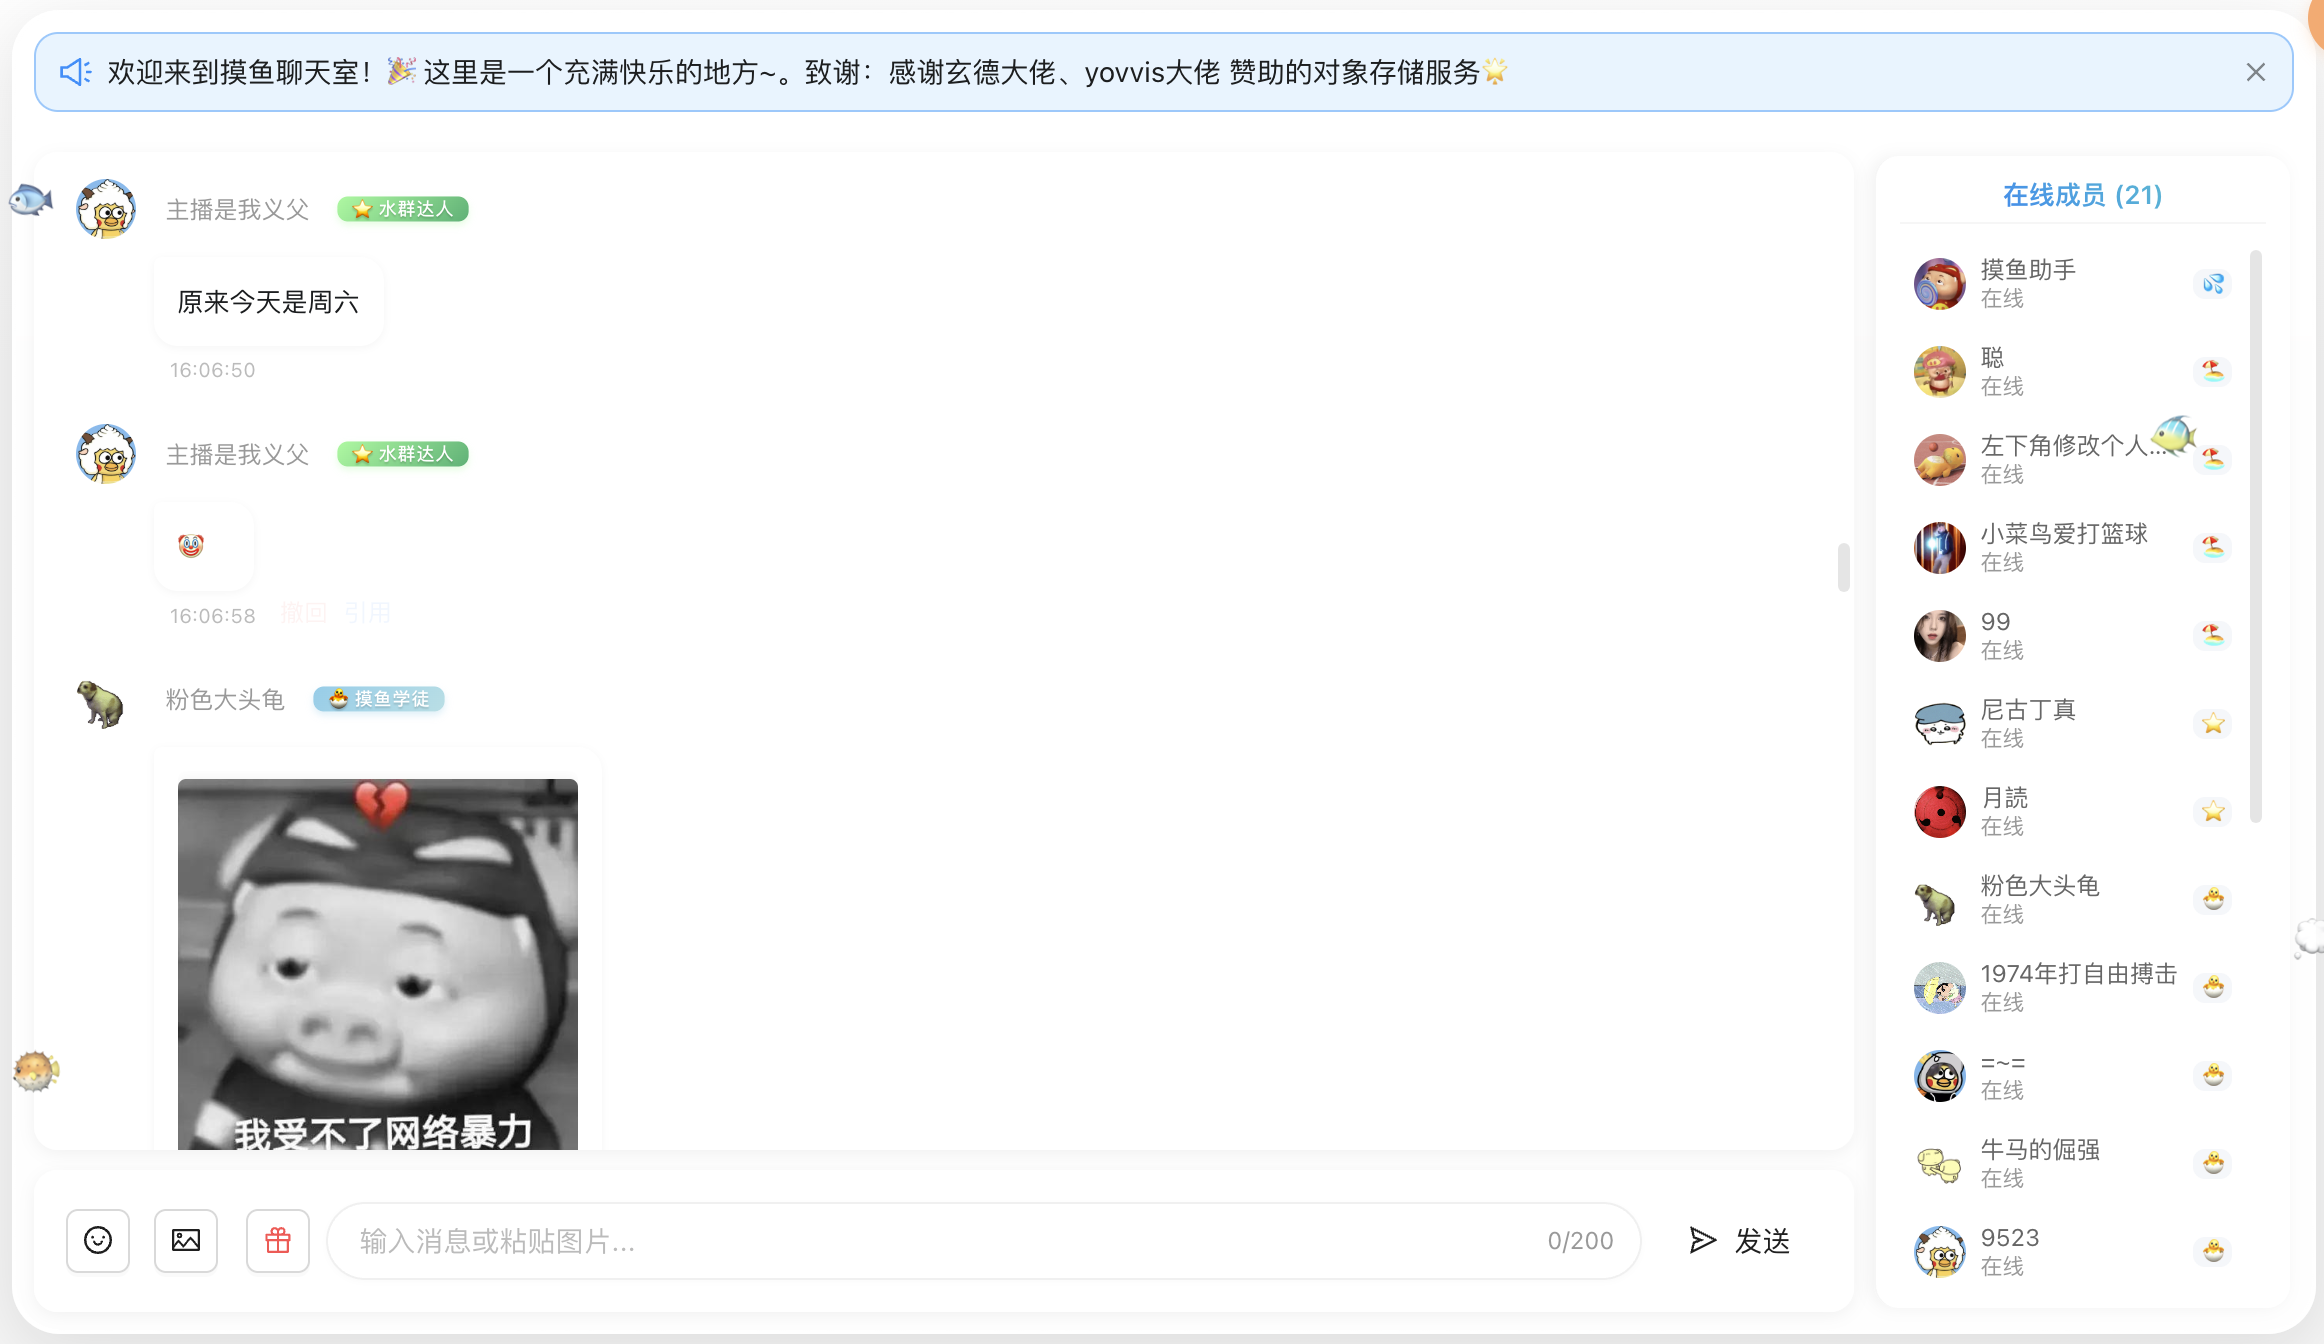 欢迎来到摸鱼聊天室！🎉 这里是一个充满快乐的地方~。致谢：感谢玄德大佬、yovvis大佬 赞助的对象存储服务🌟
主播是我义父 ⭐ 水群达人
原来今天是周六
16:06:50
主播是我义父 ⭐ 水群达人
🤡
16:06:58 撤回 引用
粉色大头龟 🐣 摸鱼学徒
我受不了网络暴力
输入消息或粘贴图片...
0/200
发送
在线成员 (21)
摸鱼助手
在线
聪
在线
左下角修改个人...
在线
小菜鸟爱打篮球
在线
99
在线
尼古丁真
在线
月読
在线
粉色大头龟
在线
1974年打自由搏击
在线
=~=
在线
牛马的倔强
在线
9523
在线